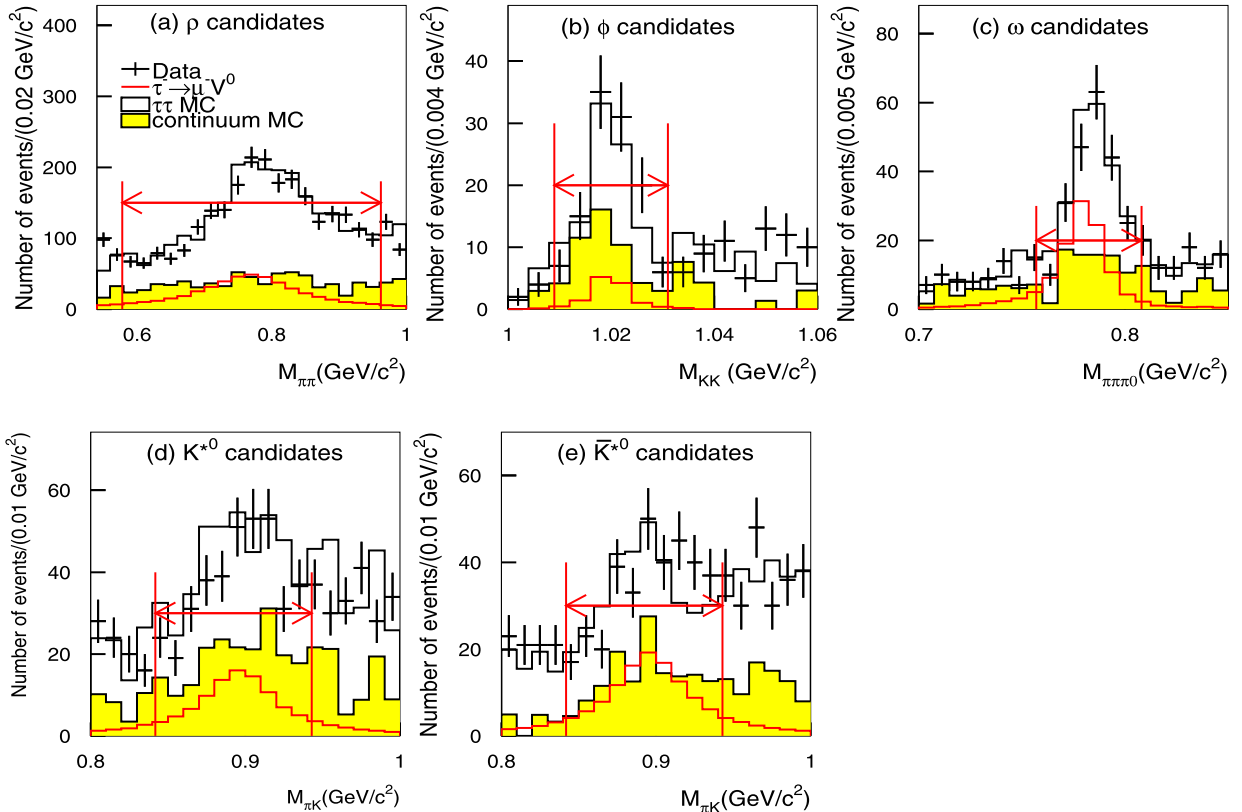 (a) ρ candidates
Number of events/(0.02 GeV/c²)
400
300
200
100
0
Data
τ⁻→μ⁻V⁰
ττ MC
continuum MC
0.6
0.8
1
M_ππ(GeV/c²)
(b) ϕ candidates
Number of events/(0.004 GeV/c²)
40
30
20
10
0
1
1.02
1.04
1.06
M_KK (GeV/c²)
(c) ω candidates
Number of events/(0.005 GeV/c²)
80
60
40
20
0
0.7
0.8
M_πππ0(GeV/c²)
(d) K*⁰ candidates
Number of events/(0.01 GeV/c²)
60
40
20
0
0.8
0.9
1
M_πK(GeV/c²)
(e) K̅*⁰ candidates
Number of events/(0.01 GeV/c²)
60
40
20
0
0.8
0.9
1
M_πK(GeV/c²)